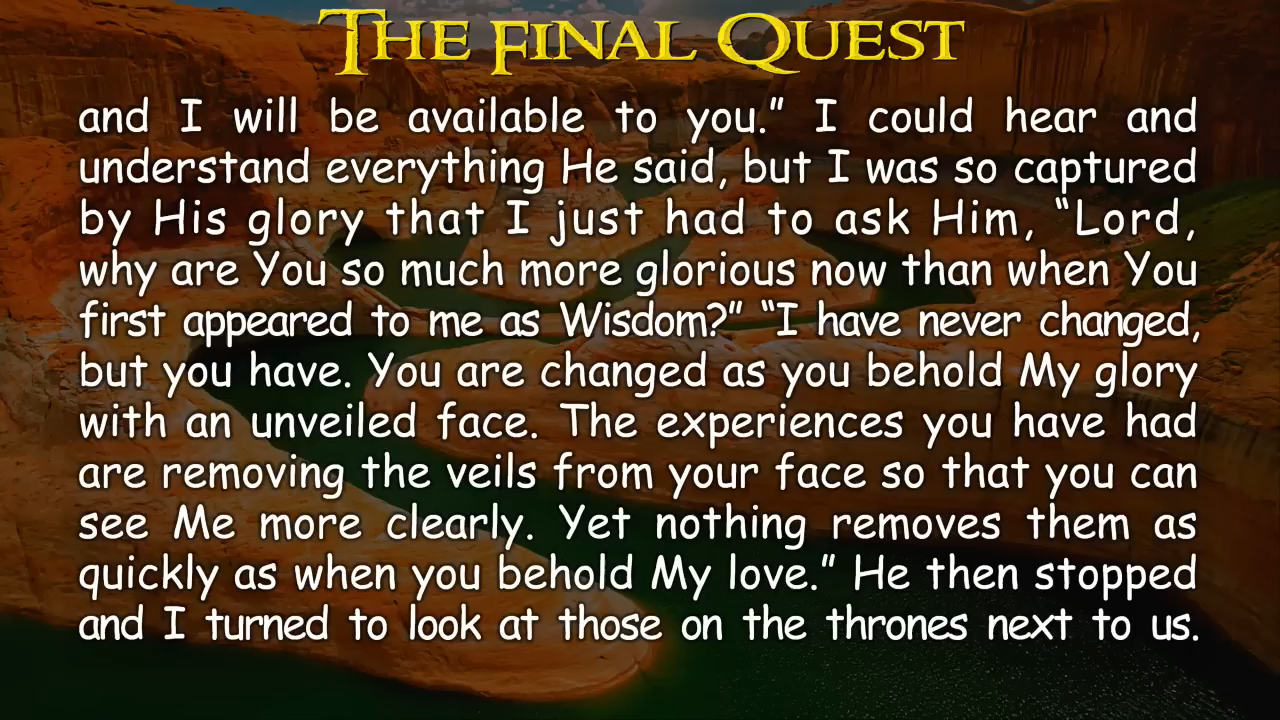 THE FINAL QUEST
and I will be available to you.” I could hear and
understand everything He said, but I was so captured
by His glory that I just had to ask Him, “Lord,
why are You so much more glorious now than when You
first appeared to me as Wisdom?” “I have never changed,
but you have. You are changed as you behold My glory
with an unveiled face. The experiences you have had
are removing the veils from your face so that you can
see Me more clearly. Yet nothing removes them as
quickly as when you behold My love.” He then stopped
and I turned to look at those on the thrones next to us.